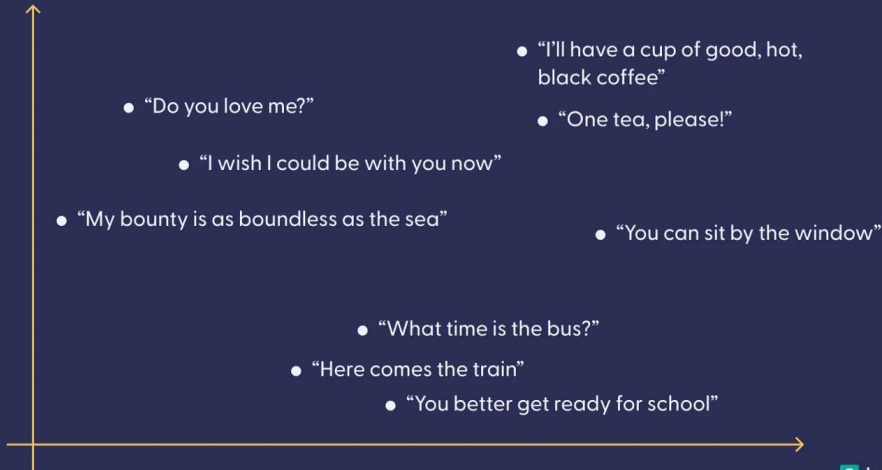 “I’ll have a cup of good, hot,
black coffee”
“Do you love me?”
“One tea, please!”
“I wish I could be with you now”
“My bounty is as boundless as the sea”
“You can sit by the window”
“What time is the bus?”
“Here comes the train”
“You better get ready for school”